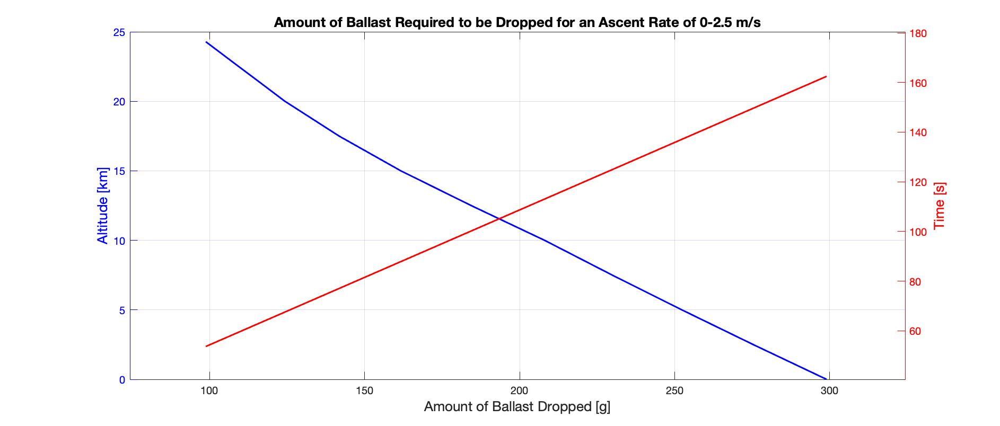 Amount of Ballast Required to be Dropped for an Ascent Rate of 0-2.5 m/s
25
20
15
10
5
0
Altitude [km]
180
160
140
120
100
80
60
Time [s]
100 150 200 250 300
Amount of Ballast Dropped [g]